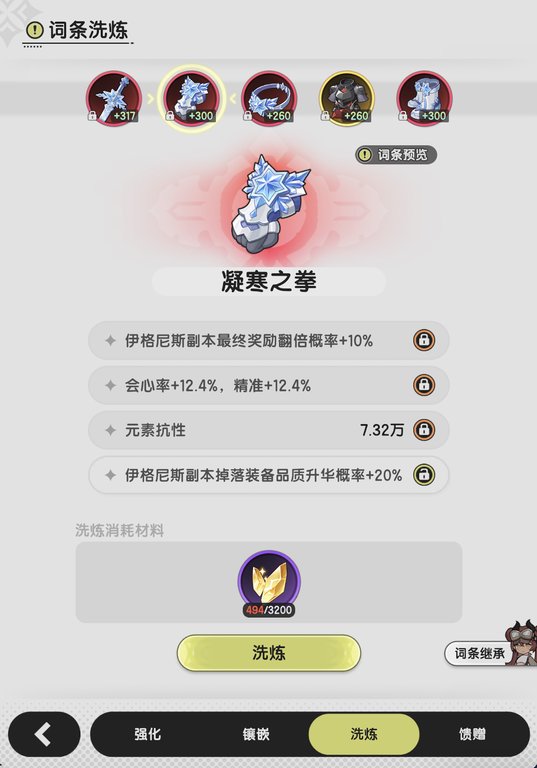 词条洗炼
+317
+300
+260
+260
+300
词条预览
凝寒之拳
伊格尼斯副本最终奖励翻倍概率+10%
会心率+12.4%，精准+12.4%
元素抗性 7.32万
伊格尼斯副本掉落装备品质升华概率+20%
洗炼消耗材料
494/3200
洗炼
词条继承
强化
镶嵌
洗炼
馈赠